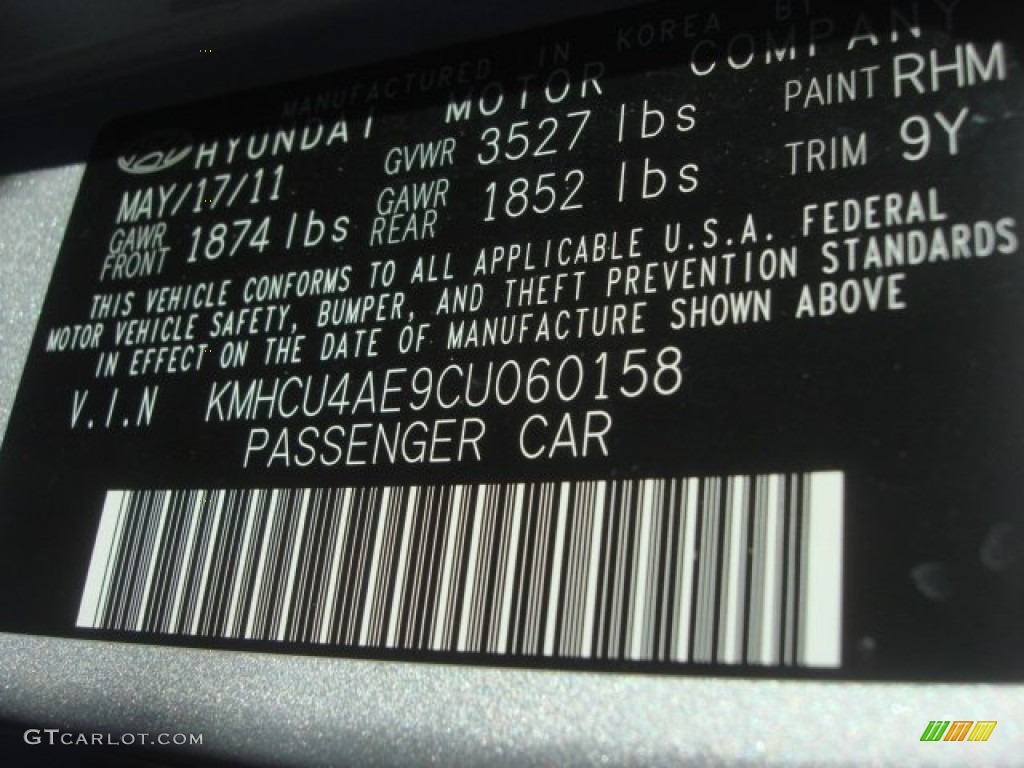 MANUFACTURED IN KOREA BY
HYUNDAI MOTOR COMPANY
MAY/17/11 GVWR 3527 lbs PAINT RHM
GAWR FRONT 1874 lbs GAWR REAR 1852 lbs TRIM 9Y
THIS VEHICLE CONFORMS TO ALL APPLICABLE U.S.A. FEDERAL
MOTOR VEHICLE SAFETY, BUMPER, AND THEFT PREVENTION STANDARDS
IN EFFECT ON THE DATE OF MANUFACTURE SHOWN ABOVE
V.I.N KMHCU4AE9CU060158
PASSENGER CAR
GTCARLOT.COM